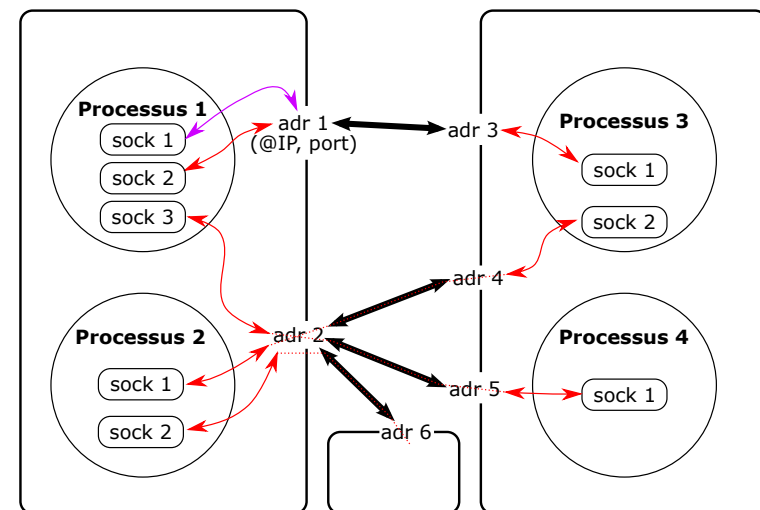 Processus 1
sock 1
sock 2
sock 3
adr 1
(@IP, port)
adr 3
Processus 3
sock 1
sock 2
adr 4
Processus 2
sock 1
sock 2
adr 2
adr 5
adr 6
Processus 4
sock 1